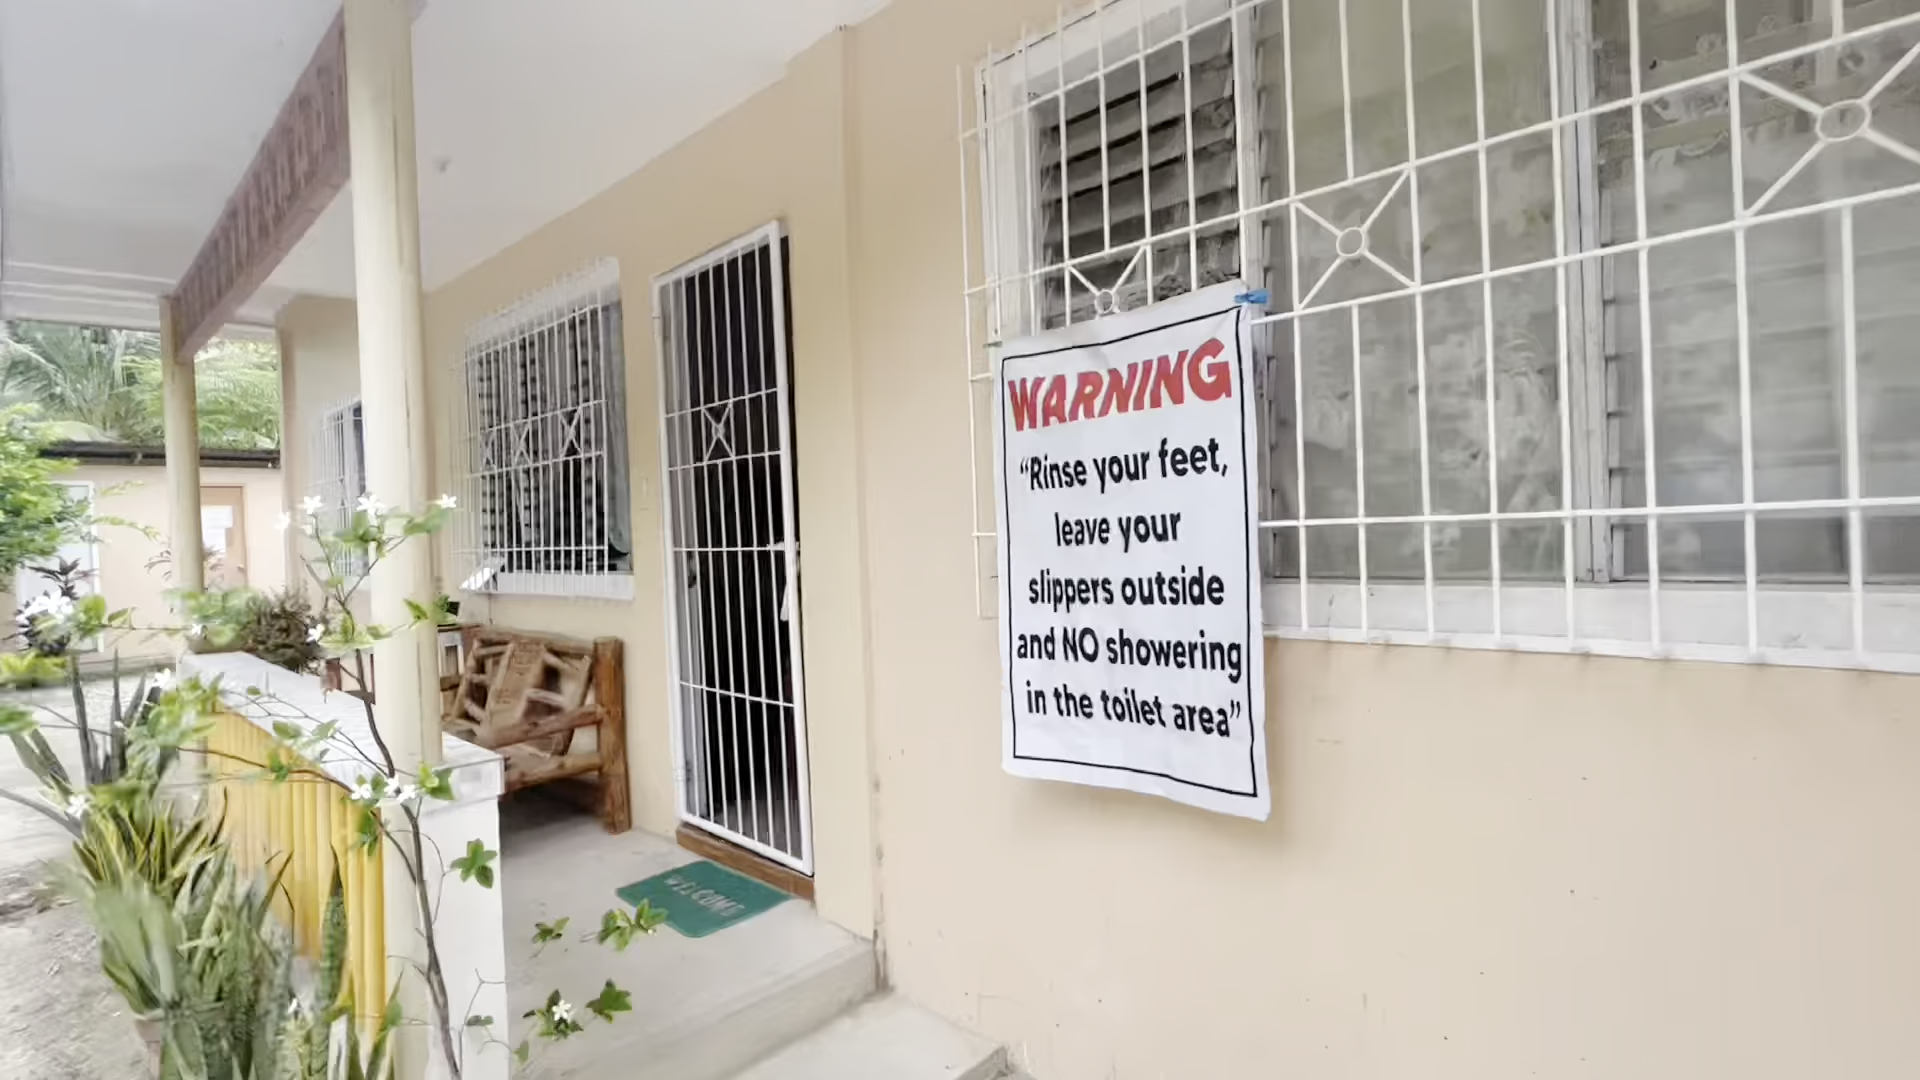 WARNING
“Rinse your feet,
leave your
slippers outside
and NO showering
in the toilet area”
WELCOME